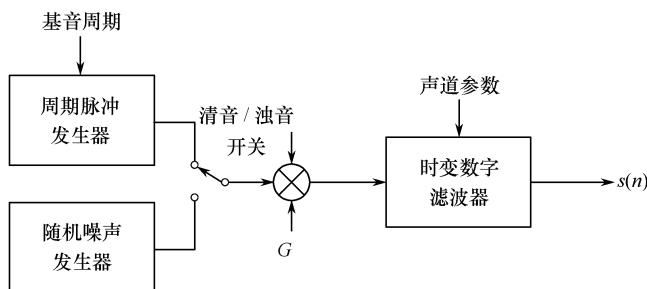 基音周期
周期脉冲
发生器
清音 / 浊音
开关
声道参数
时变数字
滤波器
s(n)
随机噪声
发生器
G